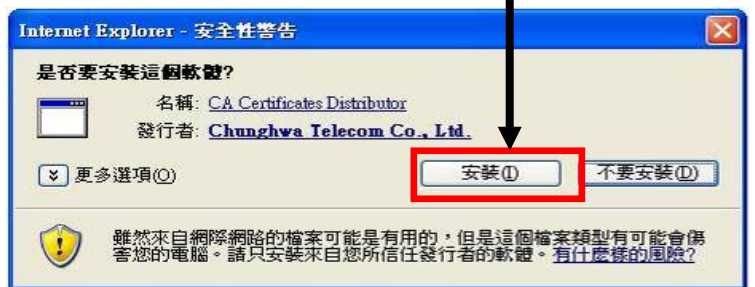 Internet Explorer - 安全性警告
是否要安裝這個軟體?
名稱: CA Certificates Distributor
發行者: Chunghwa Telecom Co., Ltd.
更多選項(O)
安裝(I)
不要安裝(D)
雖然來自網際網路的檔案可能是有用的，但是這個檔案類型有可能會傷
害您的電腦。請只安裝來自您所信任發行者的軟體。有什麼樣的風險?